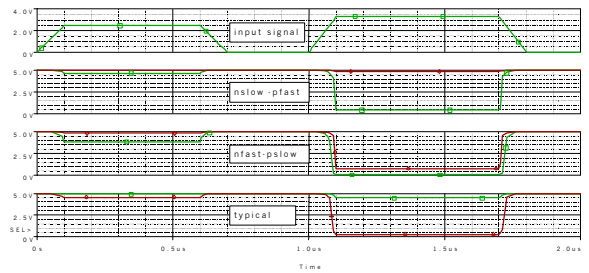 4.0V
input signal
2.0V
0V
5.0V
nslow -pfast
2.5V
0V
5.0V
nfast-pslow
2.5V
0V
5.0V
typical
2.5V
SEL>
0V
0s 0.5us 1.0us 1.5us 2.0us
Time